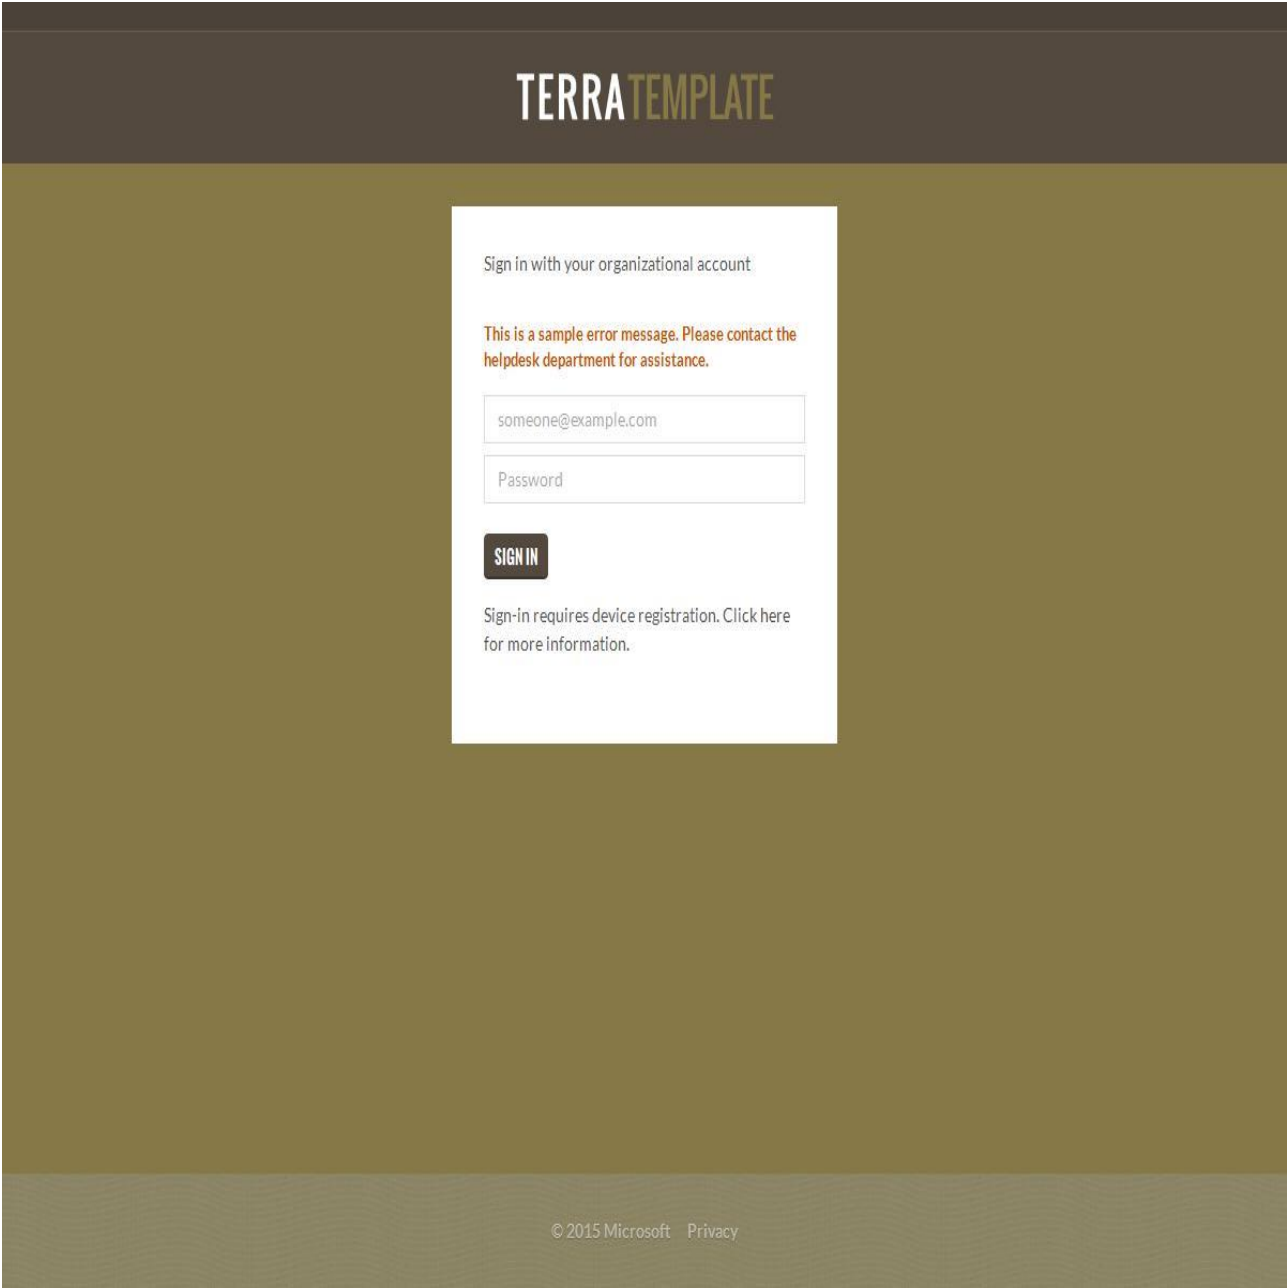 TERRATEMPLATE
Sign in with your organizational account
This is a sample error message. Please contact the
helpdesk department for assistance.
someone@example.com
Password
SIGN IN
Sign-in requires device registration. Click here
for more information.
© 2015 Microsoft Privacy